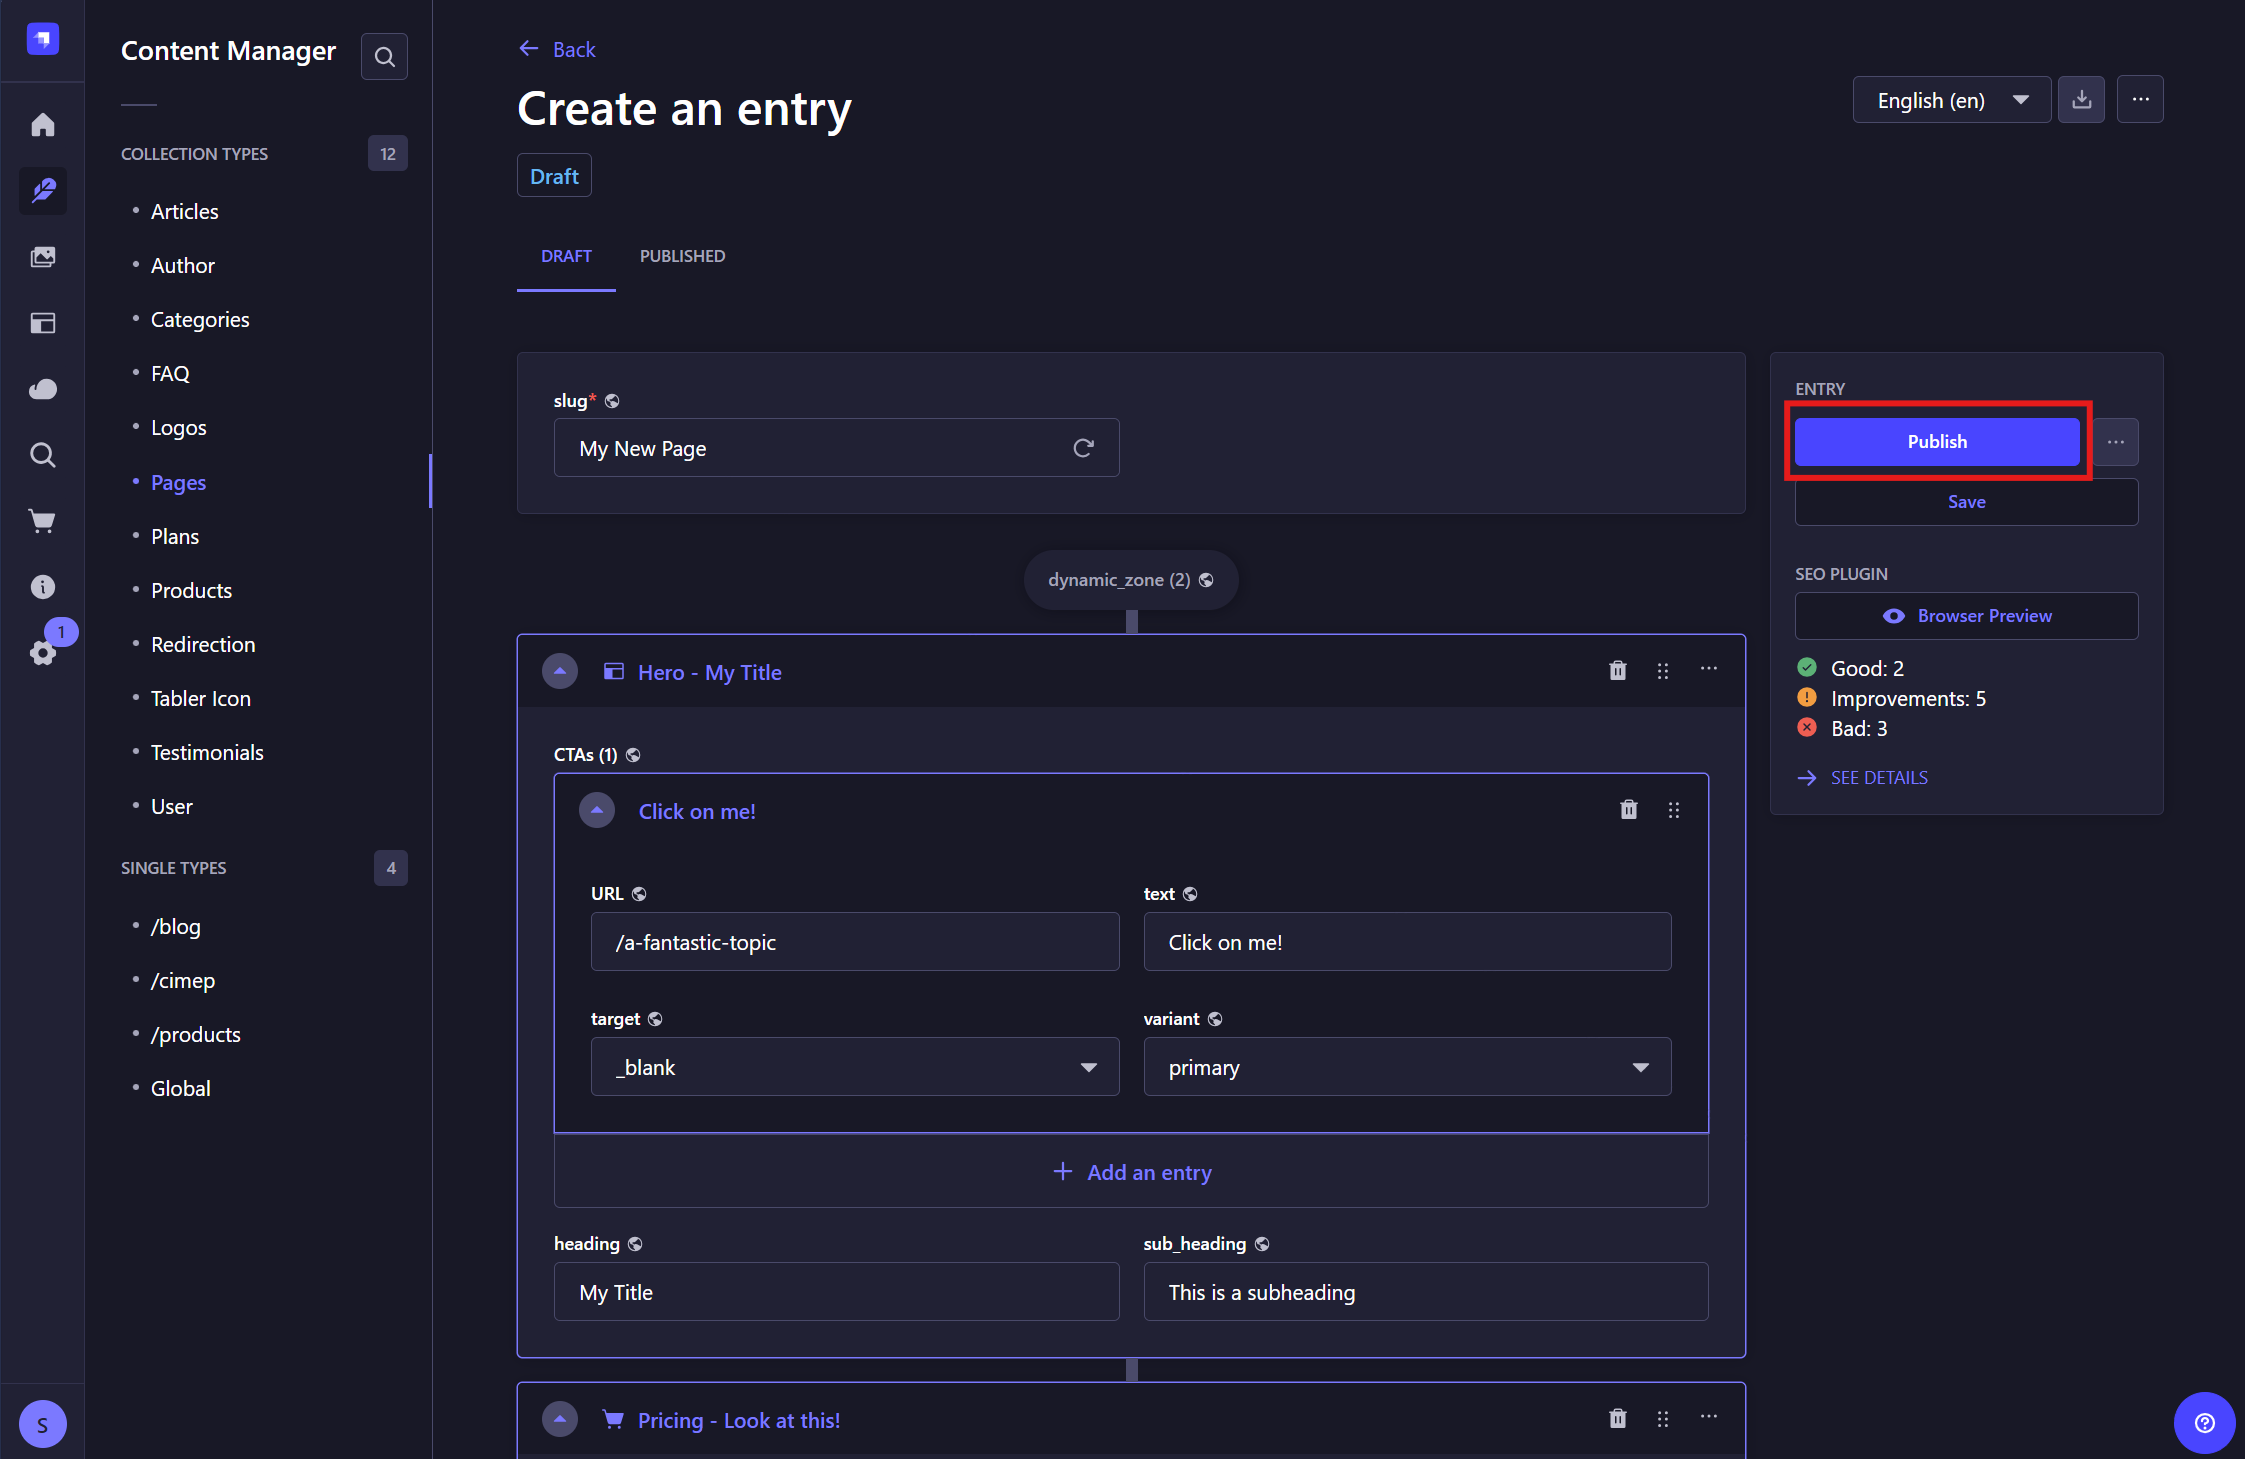 Content Manager
COLLECTION TYPES 12
Articles
Author
Categories
FAQ
Logos
Pages
Plans
Products
Redirection
Tabler Icon
Testimonials
User
SINGLE TYPES 4
/blog
/cimep
/products
Global
1
S
Back
Create an entry
Draft
English (en)
DRAFT PUBLISHED
slug*
My New Page
dynamic_zone (2)
Hero - My Title
CTAs (1)
Click on me!
URL text
/a-fantastic-topic Click on me!
target variant
_blank primary
Add an entry
heading sub_heading
My Title This is a subheading
Pricing - Look at this!
ENTRY
Publish
Save
SEO PLUGIN
Browser Preview
Good: 2
Improvements: 5
Bad: 3
SEE DETAILS